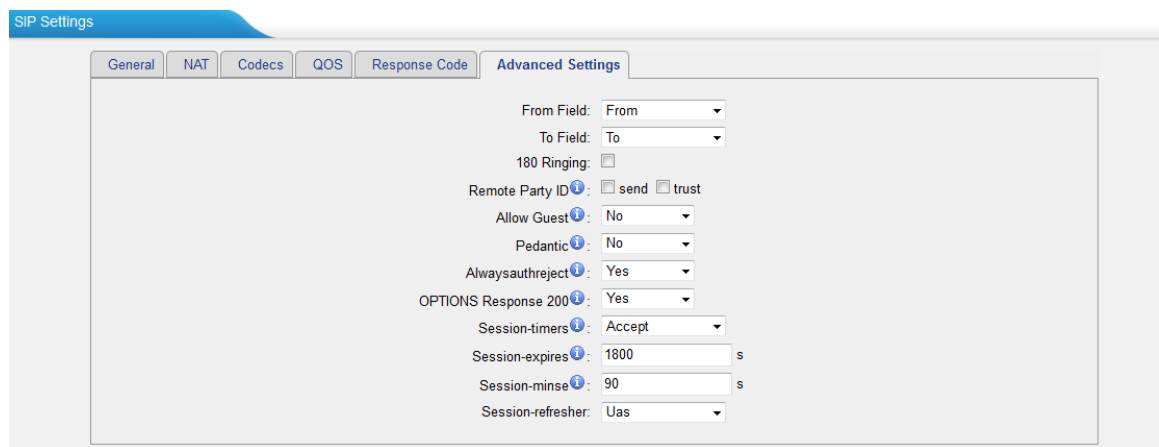 SIP Settings
General NAT Codecs QOS Response Code Advanced Settings
From Field: From
To Field: To
180 Ringing:
Remote Party ID : send trust
Allow Guest : No
Pedantic : No
Alwaysauthreject : Yes
OPTIONS Response 200 : Yes
Session-timers : Accept
Session-expires : 1800 s
Session-minse : 90 s
Session-refresher: Uas